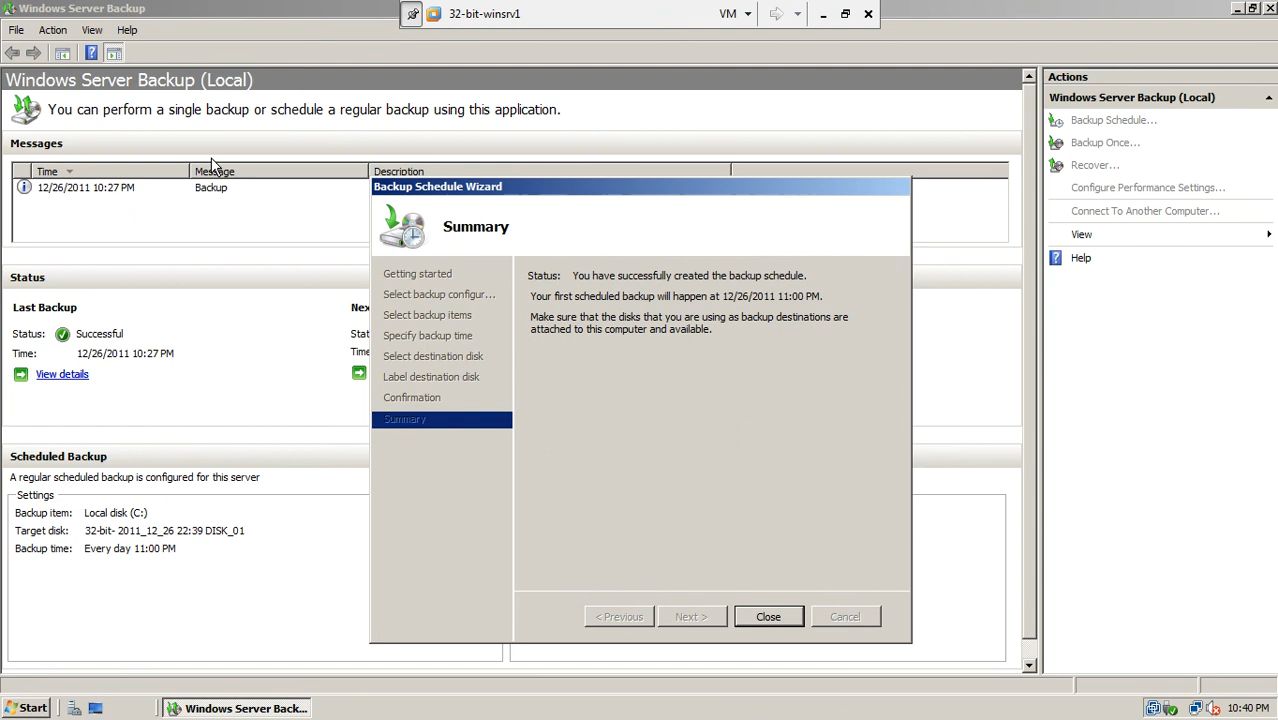 Windows Server Backup
32-bit-winsrv1
VM
File Action View Help
Windows Server Backup (Local)
You can perform a single backup or schedule a regular backup using this application.
Messages
Time Message Description
12/26/2011 10:27 PM Backup
Status
Last Backup
Status: Successful
Time: 12/26/2011 10:27 PM
View details
Nex
Stat
Time
Scheduled Backup
A regular scheduled backup is configured for this server
Settings
Backup item: Local disk (C:)
Target disk: 32-bit- 2011_12_26 22:39 DISK_01
Backup time: Every day 11:00 PM
Backup Schedule Wizard
Summary
Getting started
Select backup configur...
Select backup items
Specify backup time
Select destination disk
Label destination disk
Confirmation
Summary
Status: You have successfully created the backup schedule.
Your first scheduled backup will happen at 12/26/2011 11:00 PM.
Make sure that the disks that you are using as backup destinations are
attached to this computer and available.
< Previous Next > Close Cancel
Actions
Windows Server Backup (Local)
Backup Schedule...
Backup Once...
Recover...
Configure Performance Settings...
Connect To Another Computer...
View
Help
Start
Windows Server Back...
10:40 PM